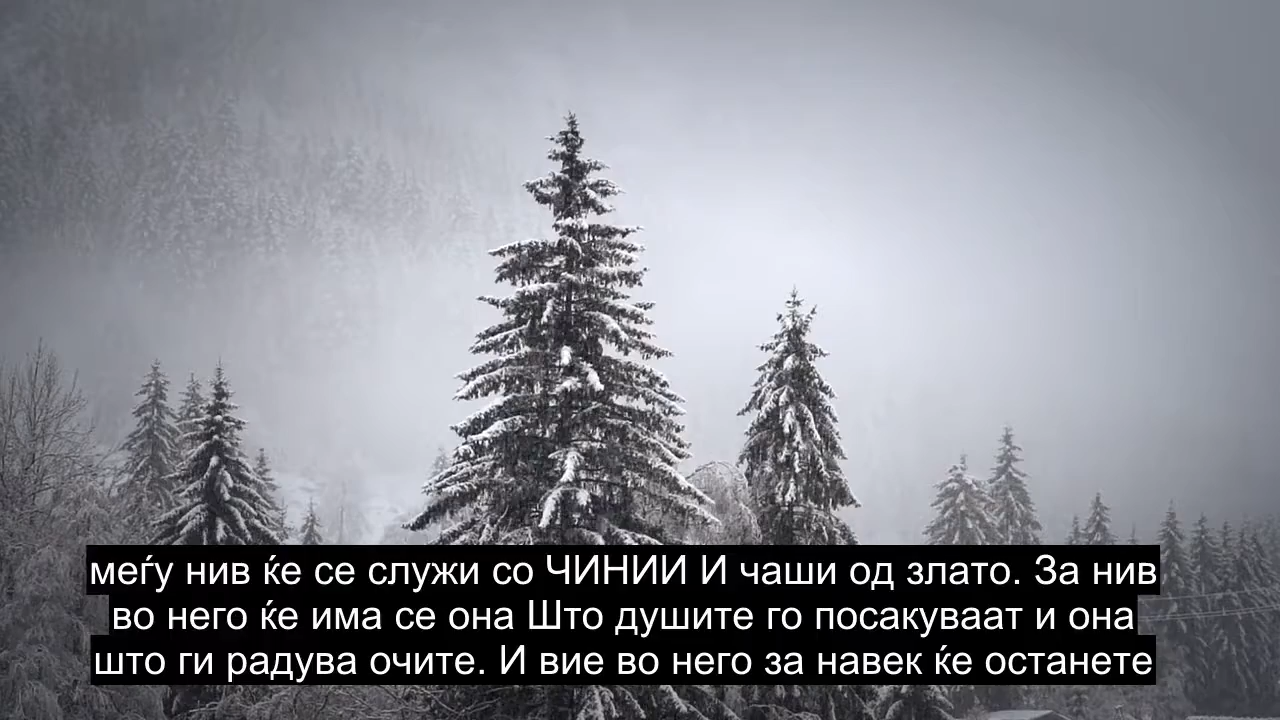 меѓу нив ќе се служи со ЧИНИИ И чаши од злато. За нив
во него ќе има се она Што душите го посакуваат и она
што ги радува очите. И вие во него за навек ќе останете